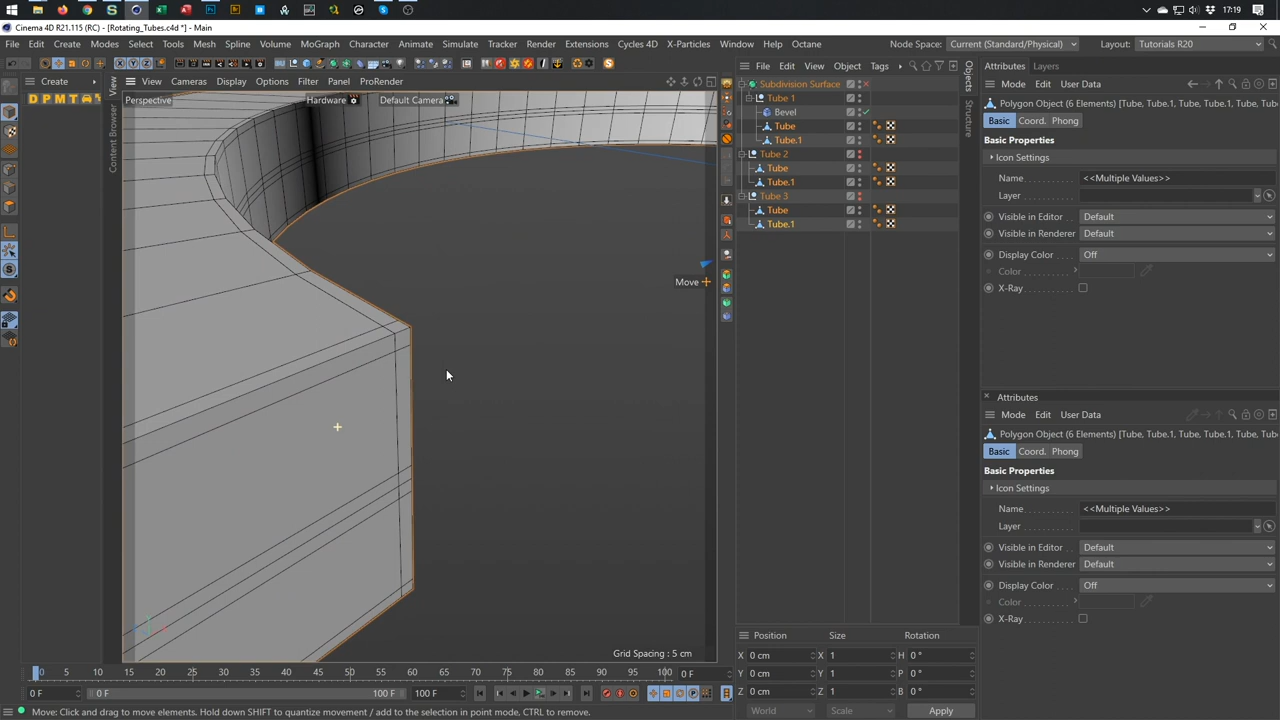 17:19
Cinema 4D R21.115 (RC) - [Rotating_Tubes.c4d *] - Main
File Edit Create Modes Select Tools Mesh Spline Volume MoGraph Character Animate Simulate Tracker Render Extensions Cycles 4D X-Particles Window Help Octane
Node Space: Current (Standard/Physical) Layout: Tutorials R20
Create
View Cameras Display Options Filter Panel ProRender
File Edit View Object Tags
Attributes Layers
Mode Edit User Data
D P M T
Perspective
Hardware
Default Camera
View
Content Browser
Objects
Structure
Subdivision Surface
Tube 1
Bevel
Tube
Tube.1
Tube 2
Tube
Tube.1
Tube 3
Tube
Tube.1
Polygon Object (6 Elements) [Tube, Tube.1, Tube, Tube.1, Tu
Basic Coord. Phong
Basic Properties
Icon Settings
Name <<Multiple Values>>
Layer
Visible in Editor Default
Visible in Renderer Default
Display Color Off
Color
X-Ray
Move
Attributes
Mode Edit User Data
Polygon Object (6 Elements) [Tube, Tube.1, Tube, Tube.1, Tu
Basic Coord. Phong
Basic Properties
Icon Settings
Name <<Multiple Values>>
Layer
Visible in Editor Default
Visible in Renderer Default
Display Color Off
Color
X-Ray
Grid Spacing : 5 cm
0 5 10 15 20 25 30 35 40 45 50 55 60 65 70 75 80 85 90 95 100 0 F
0 F 0 F 100 F 100 F
Position Size Rotation
X 0 cm X 1 H 0 °
Y 0 cm Y 1 P 0 °
Z 0 cm Z 1 B 0 °
World Scale Apply
Move: Click and drag to move elements. Hold down SHIFT to quantize movement / add to the selection in point mode, CTRL to remove.